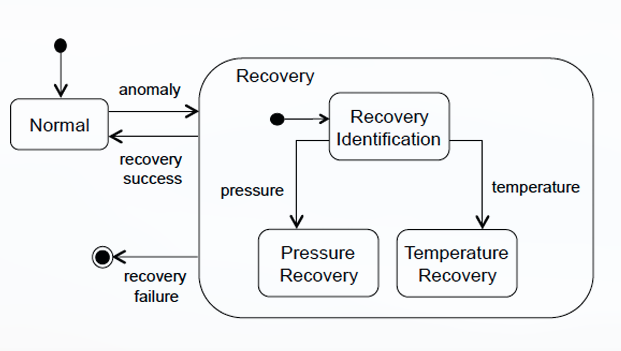 Recovery
anomaly
Normal
Recovery
Identification
recovery
success
pressure
temperature
Pressure
Recovery
Temperature
Recovery
recovery
failure